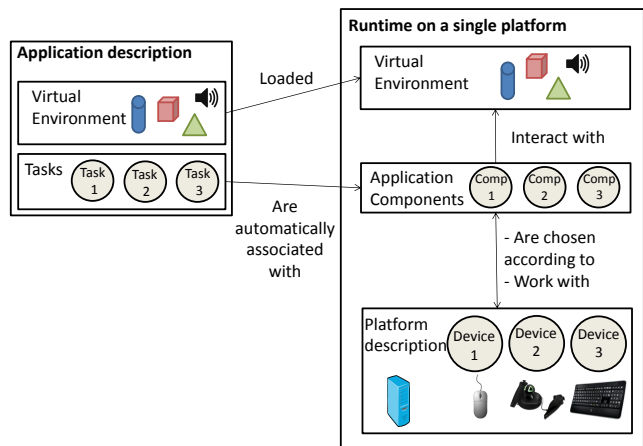 Application description
Virtual
Environment
Tasks
Task
1
Task
2
Task
3
Loaded
Are
automatically
associated
with
Runtime on a single platform
Virtual
Environment
Interact with
Application
Components
Comp
1
Comp
2
Comp
3
- Are chosen
according to
- Work with
Platform
description
Device
1
Device
2
Device
3